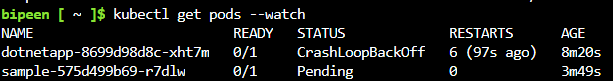 bipeen [ ~ ]$ kubectl get pods --watch
NAME READY STATUS RESTARTS AGE
dotnetapp-8699d98d8c-xht7m 0/1 CrashLoopBackOff 6 (97s ago) 8m20s
sample-575d499b69-r7dlw 0/1 Pending 0 3m49s